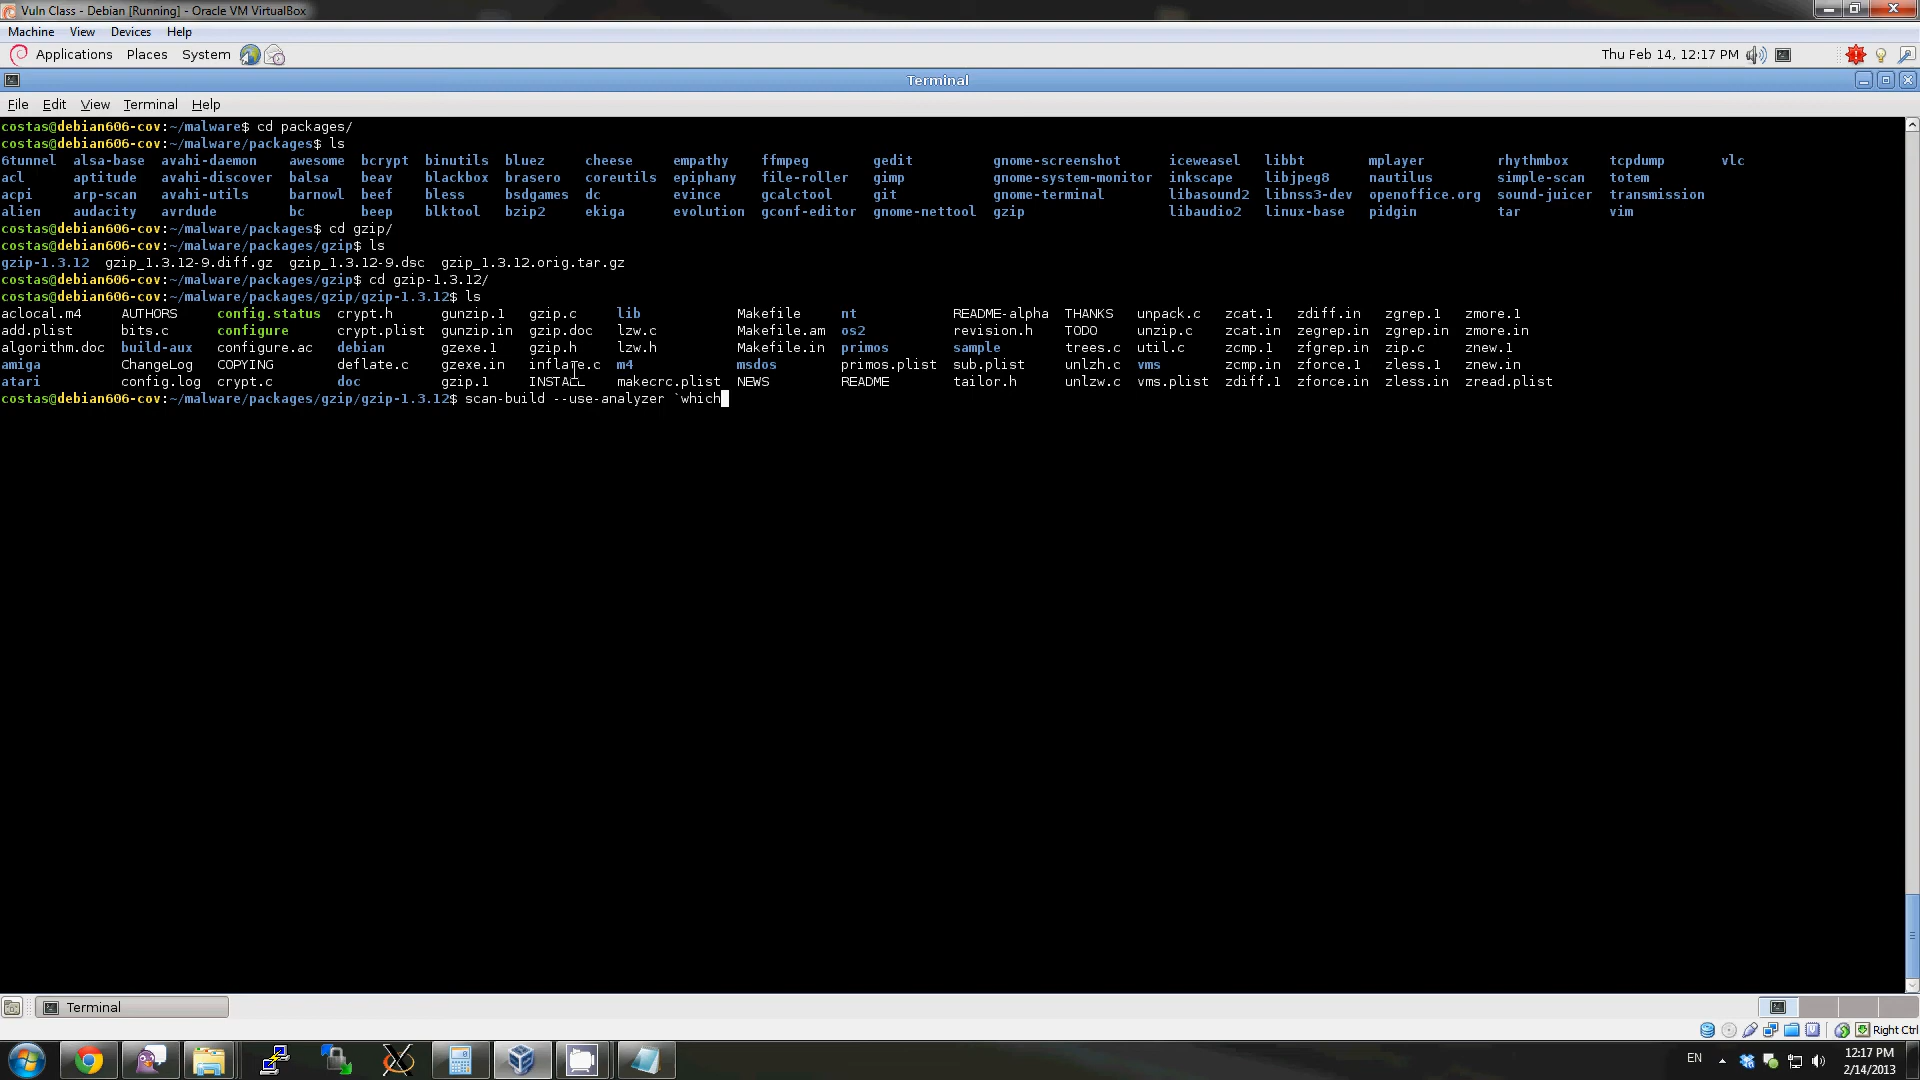 Vuln Class - Debian [Running] - Oracle VM VirtualBox
Machine View Devices Help
Applications Places System Thu Feb 14, 12:17 PM
Terminal
File Edit View Terminal Help
costas@debian606-cov:~/malware$ cd packages/
costas@debian606-cov:~/malware/packages$ ls
6tunnel alsa-base avahi-daemon awesome bcrypt binutils bluez cheese empathy ffmpeg gedit gnome-screenshot iceweasel libbt mplayer rhythmbox tcpdump vlc
acl aptitude avahi-discover balsa beav blackbox brasero coreutils epiphany file-roller gimp gnome-system-monitor inkscape libjpeg8 nautilus simple-scan totem
acpi arp-scan avahi-utils barnowl beef bless bsdgames dc evince gcalctool git gnome-terminal libasound2 libnss3-dev openoffice.org sound-juicer transmission
alien audacity avrdude bc beep blktool bzip2 ekiga evolution gconf-editor gnome-nettool gzip libaudio2 linux-base pidgin tar vim
costas@debian606-cov:~/malware/packages$ cd gzip/
costas@debian606-cov:~/malware/packages/gzip$ ls
gzip-1.3.12 gzip_1.3.12-9.diff.gz gzip_1.3.12-9.dsc gzip_1.3.12.orig.tar.gz
costas@debian606-cov:~/malware/packages/gzip$ cd gzip-1.3.12/
costas@debian606-cov:~/malware/packages/gzip/gzip-1.3.12$ ls
aclocal.m4 AUTHORS config.status crypt.h gunzip.1 gzip.c lib Makefile nt README-alpha THANKS unpack.c zcat.1 zdiff.in zgrep.1 zmore.1
add.plist bits.c configure crypt.plist gunzip.in gzip.doc lzw.c Makefile.am os2 revision.h TODO unzip.c zcat.in zegrep.in zgrep.in zmore.in
algorithm.doc build-aux configure.ac debian gzexe.1 gzip.h lzw.h Makefile.in primos sample trees.c util.c zcmp.1 zfgrep.in zip.c znew.1
amiga ChangeLog COPYING deflate.c gzexe.in inflate.c m4 msdos primos.plist sub.plist unlzh.c vms zcmp.in zforce.1 zless.1 znew.in
atari config.log crypt.c doc gzip.1 INSTALL makecrc.plist NEWS README tailor.h unlzw.c vms.plist zdiff.1 zforce.in zless.in zread.plist
costas@debian606-cov:~/malware/packages/gzip/gzip-1.3.12$ scan-build --use-analyzer `which
Terminal
Right Ctrl
EN
12:17 PM
2/14/2013